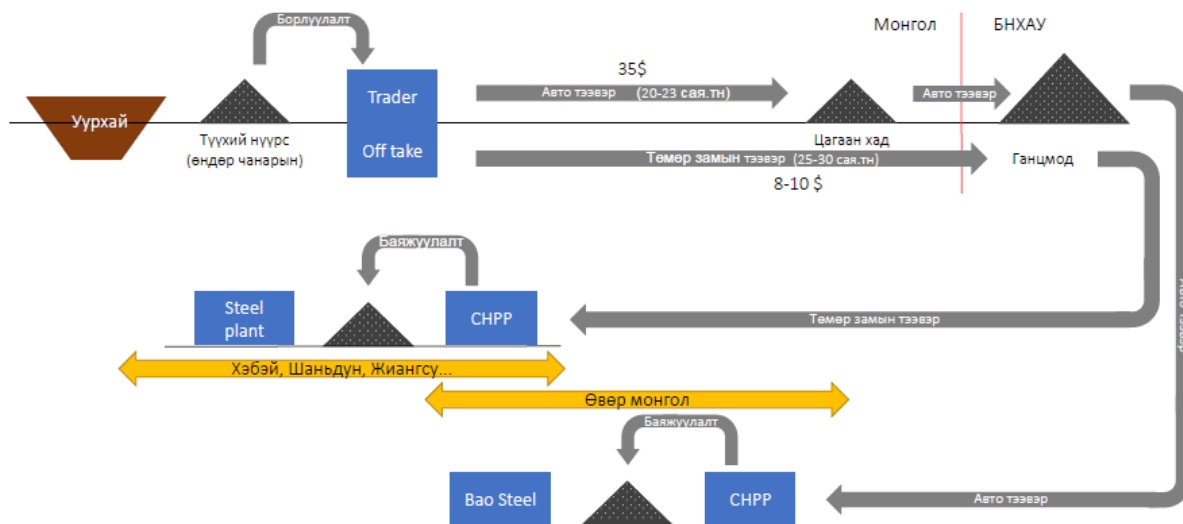 Борлуулалт
Монгол
БНХАУ
35$
Trader
Авто тээвэр (20-23 сая.тн)
Авто тээвэр
Уурхай
Түүхий нүүрс
(өндөр чанарын)
Off take
Цагаан хад
Төмөр замын тээвэр (25-30 сая.тн)
Ганцмод
8-10 $
Баяжуулалт
Steel
plant
CHPP
Төмөр замын тээвэр
Авто тээвэр
Хэбэй, Шаньдун, Жиангсу...
Өвөр монгол
Баяжуулалт
Bao Steel
CHPP
Авто тээвэр